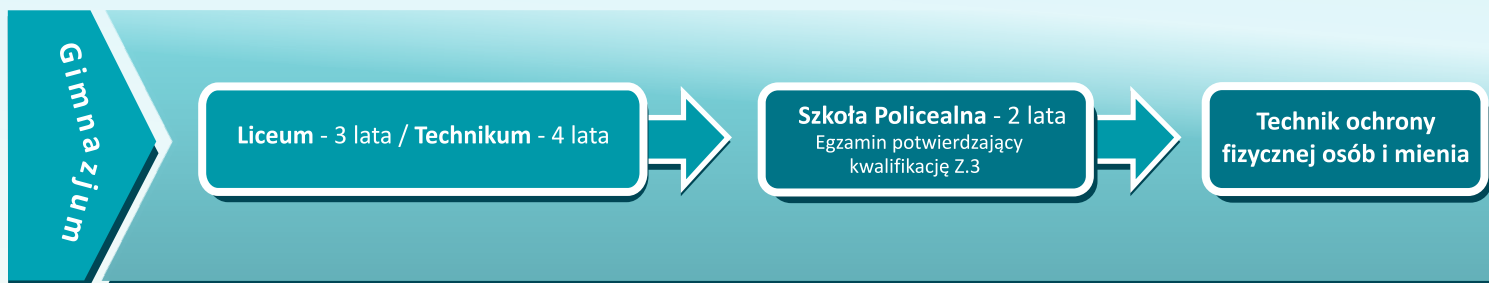 Gimnazjum
Liceum - 3 lata / Technikum - 4 lata
Szkoła Policealna - 2 lata
Egzamin potwierdzający
kwalifikację Z.3
Technik ochrony
fizycznej osób i mienia